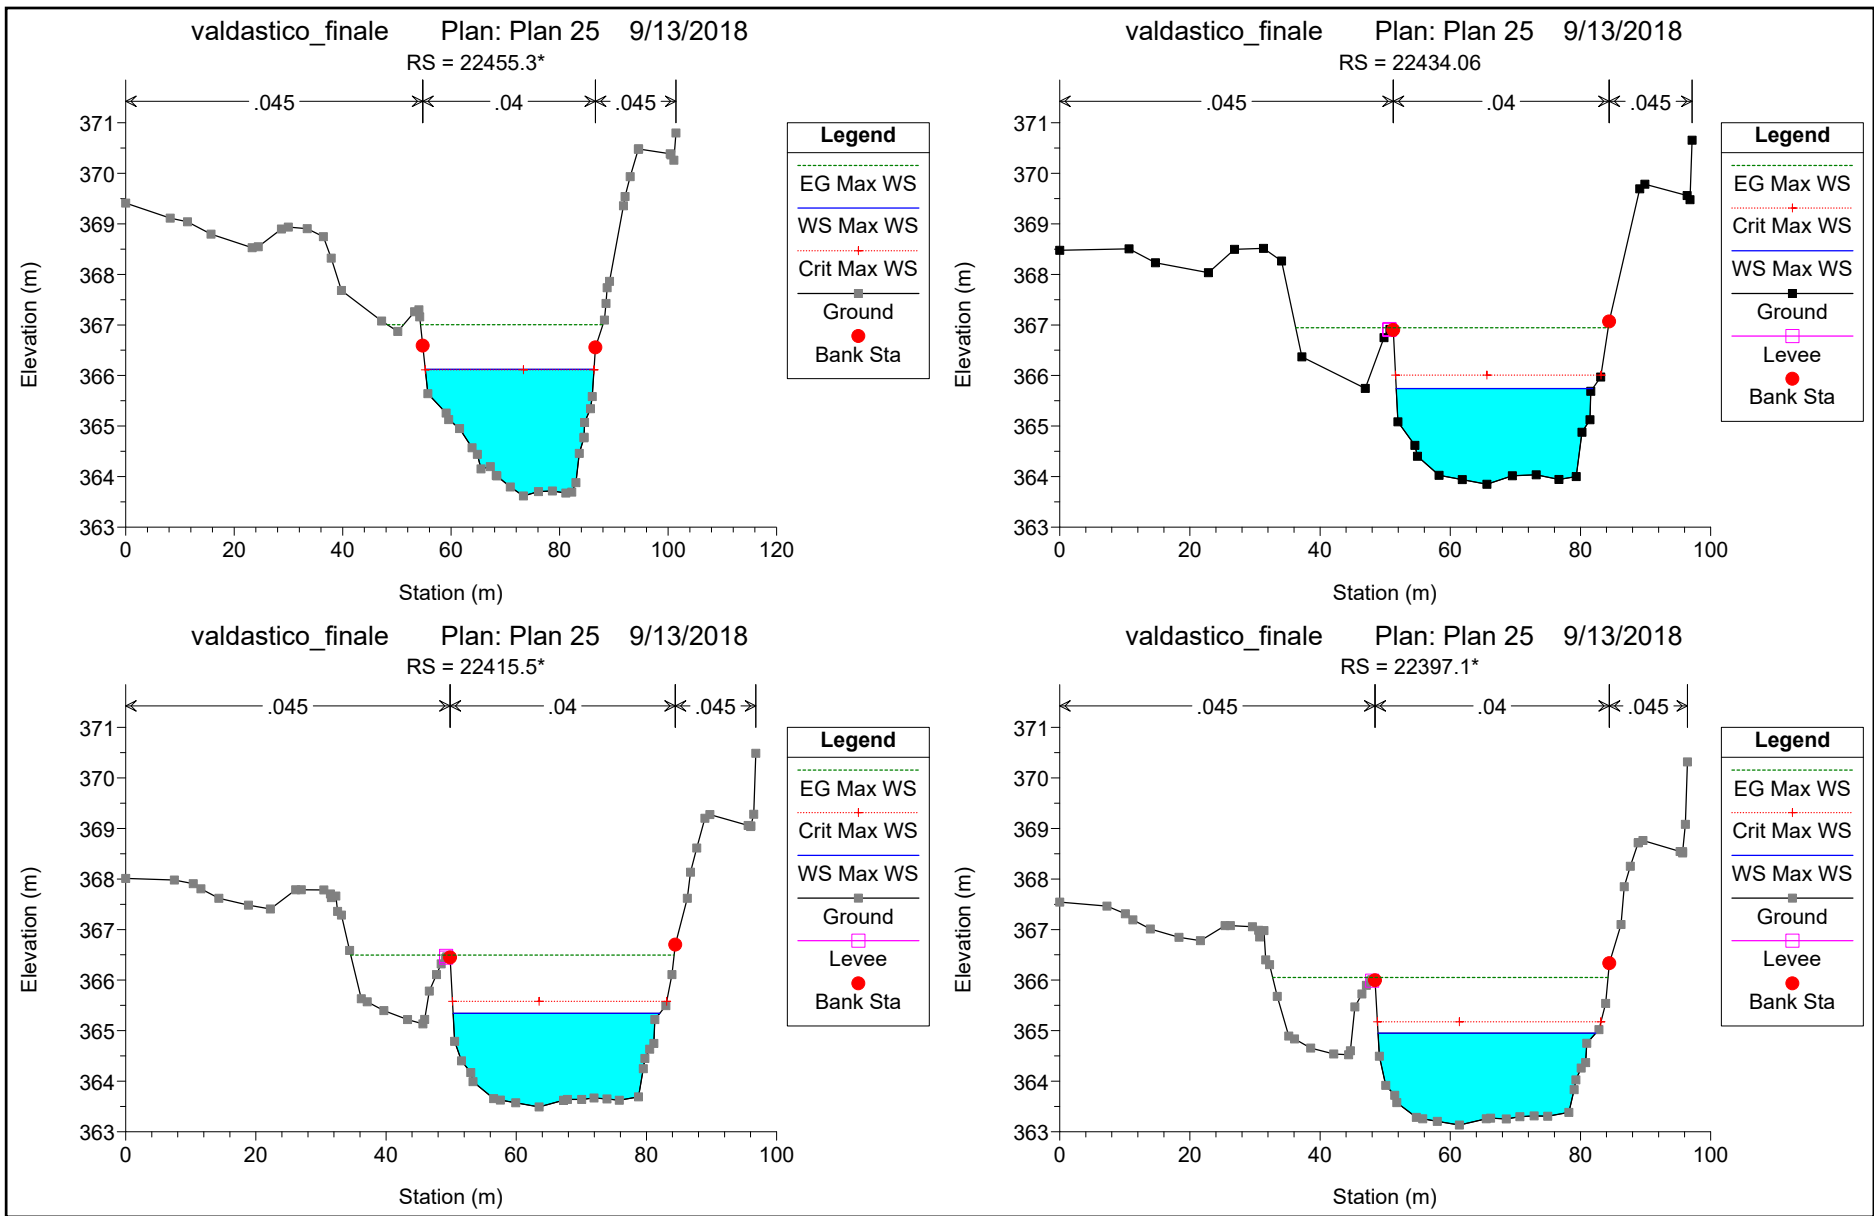 valdastico_finale Plan: Plan 25 9/13/2018
RS = 22455.3*
.045 .04 .045
371
370
369
368
367
366
365
364
363
0 20 40 60 80 100 120
Station (m)
Elevation (m)
Legend
EG Max WS
WS Max WS
Crit Max WS
Ground
Bank Sta
valdastico_finale Plan: Plan 25 9/13/2018
RS = 22434.06
.045 .04 .045
371
370
369
368
367
366
365
364
363
0 20 40 60 80 100
Station (m)
Elevation (m)
Legend
EG Max WS
Crit Max WS
WS Max WS
Ground
Levee
Bank Sta
valdastico_finale Plan: Plan 25 9/13/2018
RS = 22415.5*
.045 .04 .045
371
370
369
368
367
366
365
364
363
0 20 40 60 80 100
Station (m)
Elevation (m)
Legend
EG Max WS
Crit Max WS
WS Max WS
Ground
Levee
Bank Sta
valdastico_finale Plan: Plan 25 9/13/2018
RS = 22397.1*
.045 .04 .045
371
370
369
368
367
366
365
364
363
0 20 40 60 80 100
Station (m)
Elevation (m)
Legend
EG Max WS
Crit Max WS
WS Max WS
Ground
Levee
Bank Sta